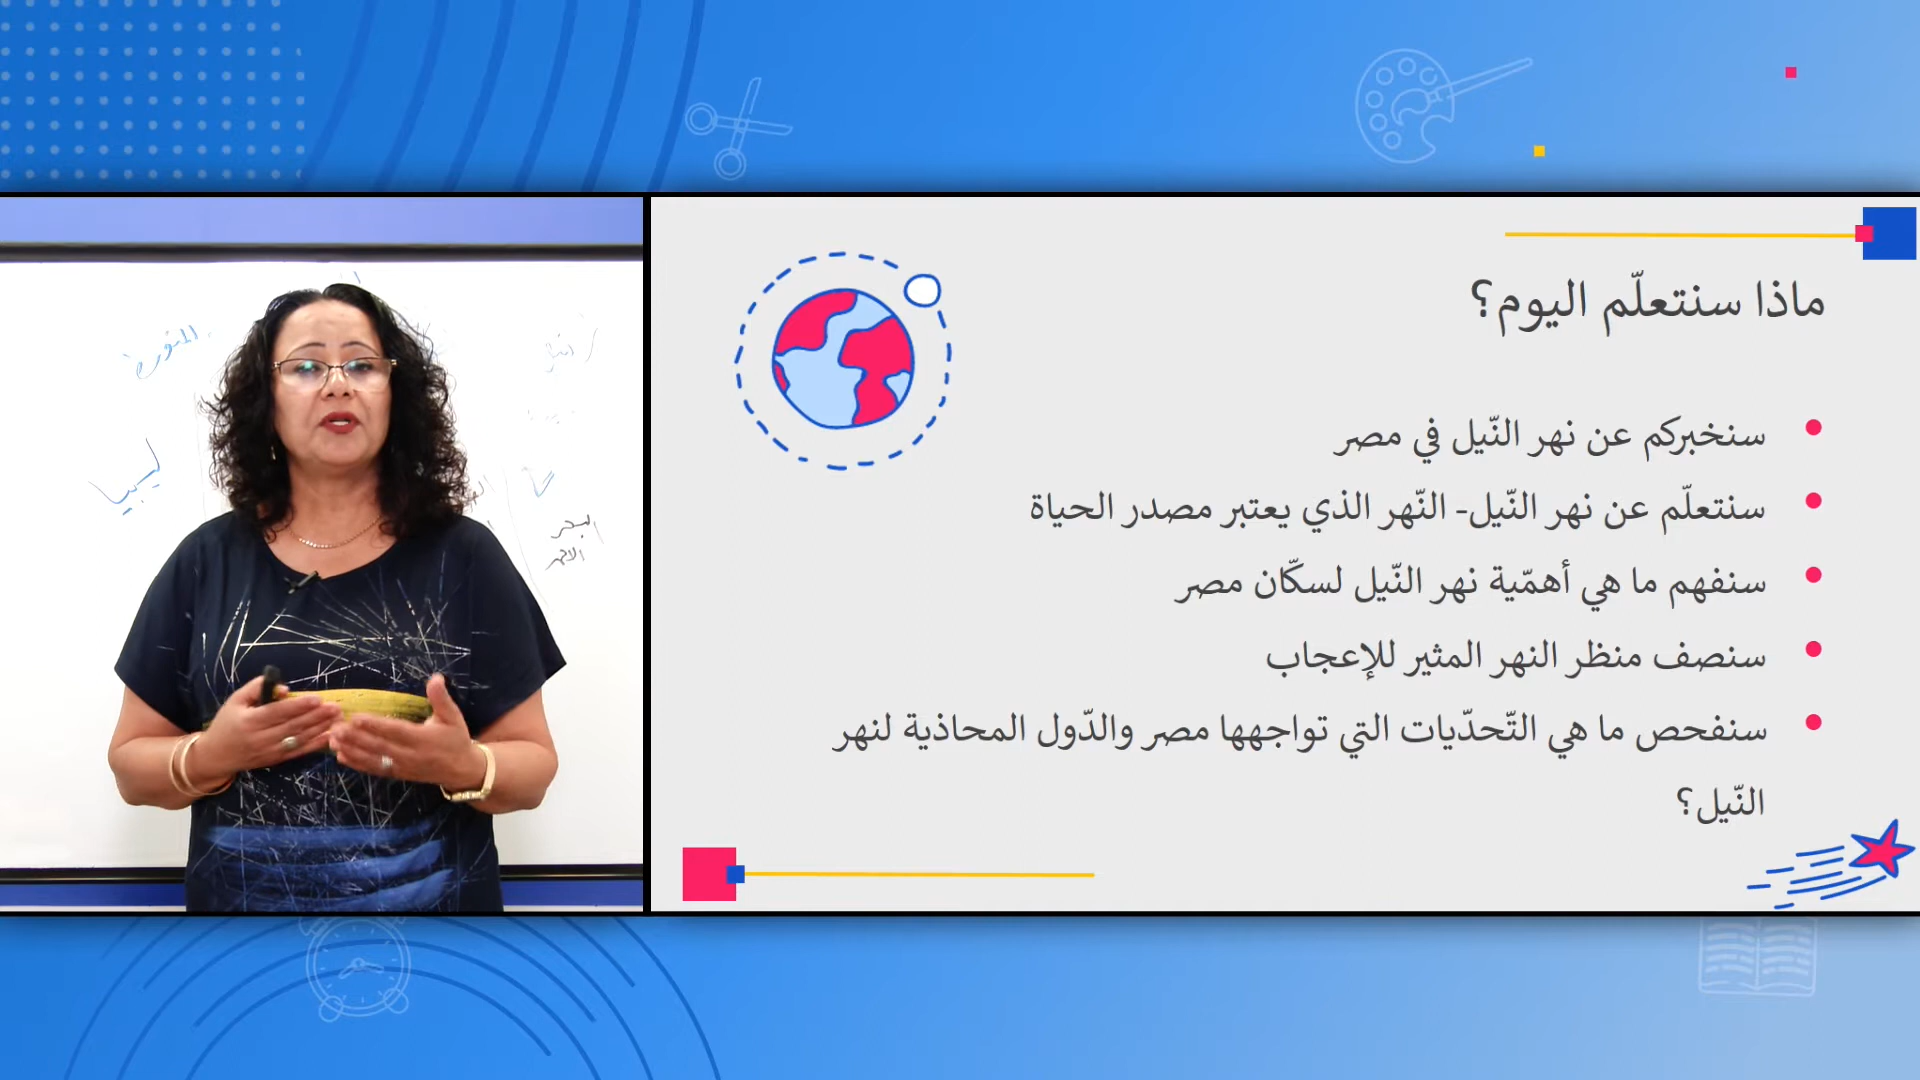 ماذا سنتعلّم اليوم؟
سنخبركم عن نهر النّيل في مصر
سنتعلّم عن نهر النّيل- النّهر الذي يعتبر مصدر الحياة
سنفهم ما هي أهمّية نهر النّيل لسكّان مصر
سنصف منظر النهر المثير للإعجاب
سنفحص ما هي التّحدّيات التي تواجهها مصر والدّول المحاذية لنهر
النّيل؟
ليبيا
البحر
الاحمر